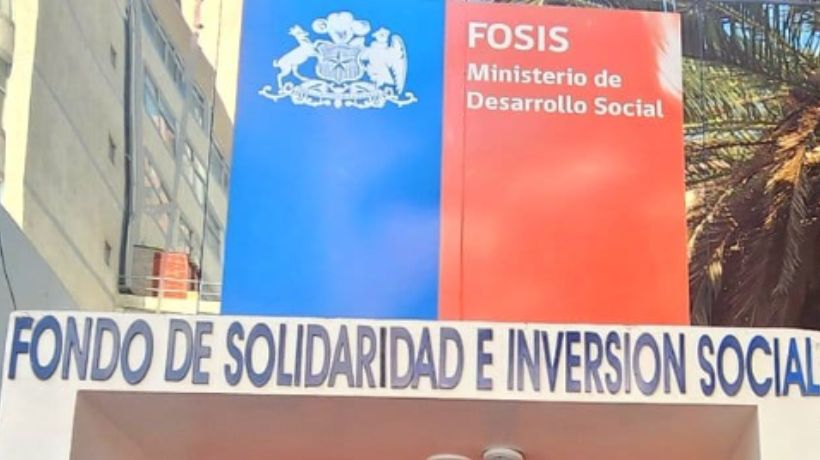 FOSIS
Ministerio de
Desarrollo Social
FONDO DE SOLIDARIDAD E INVERSION SOCIAL